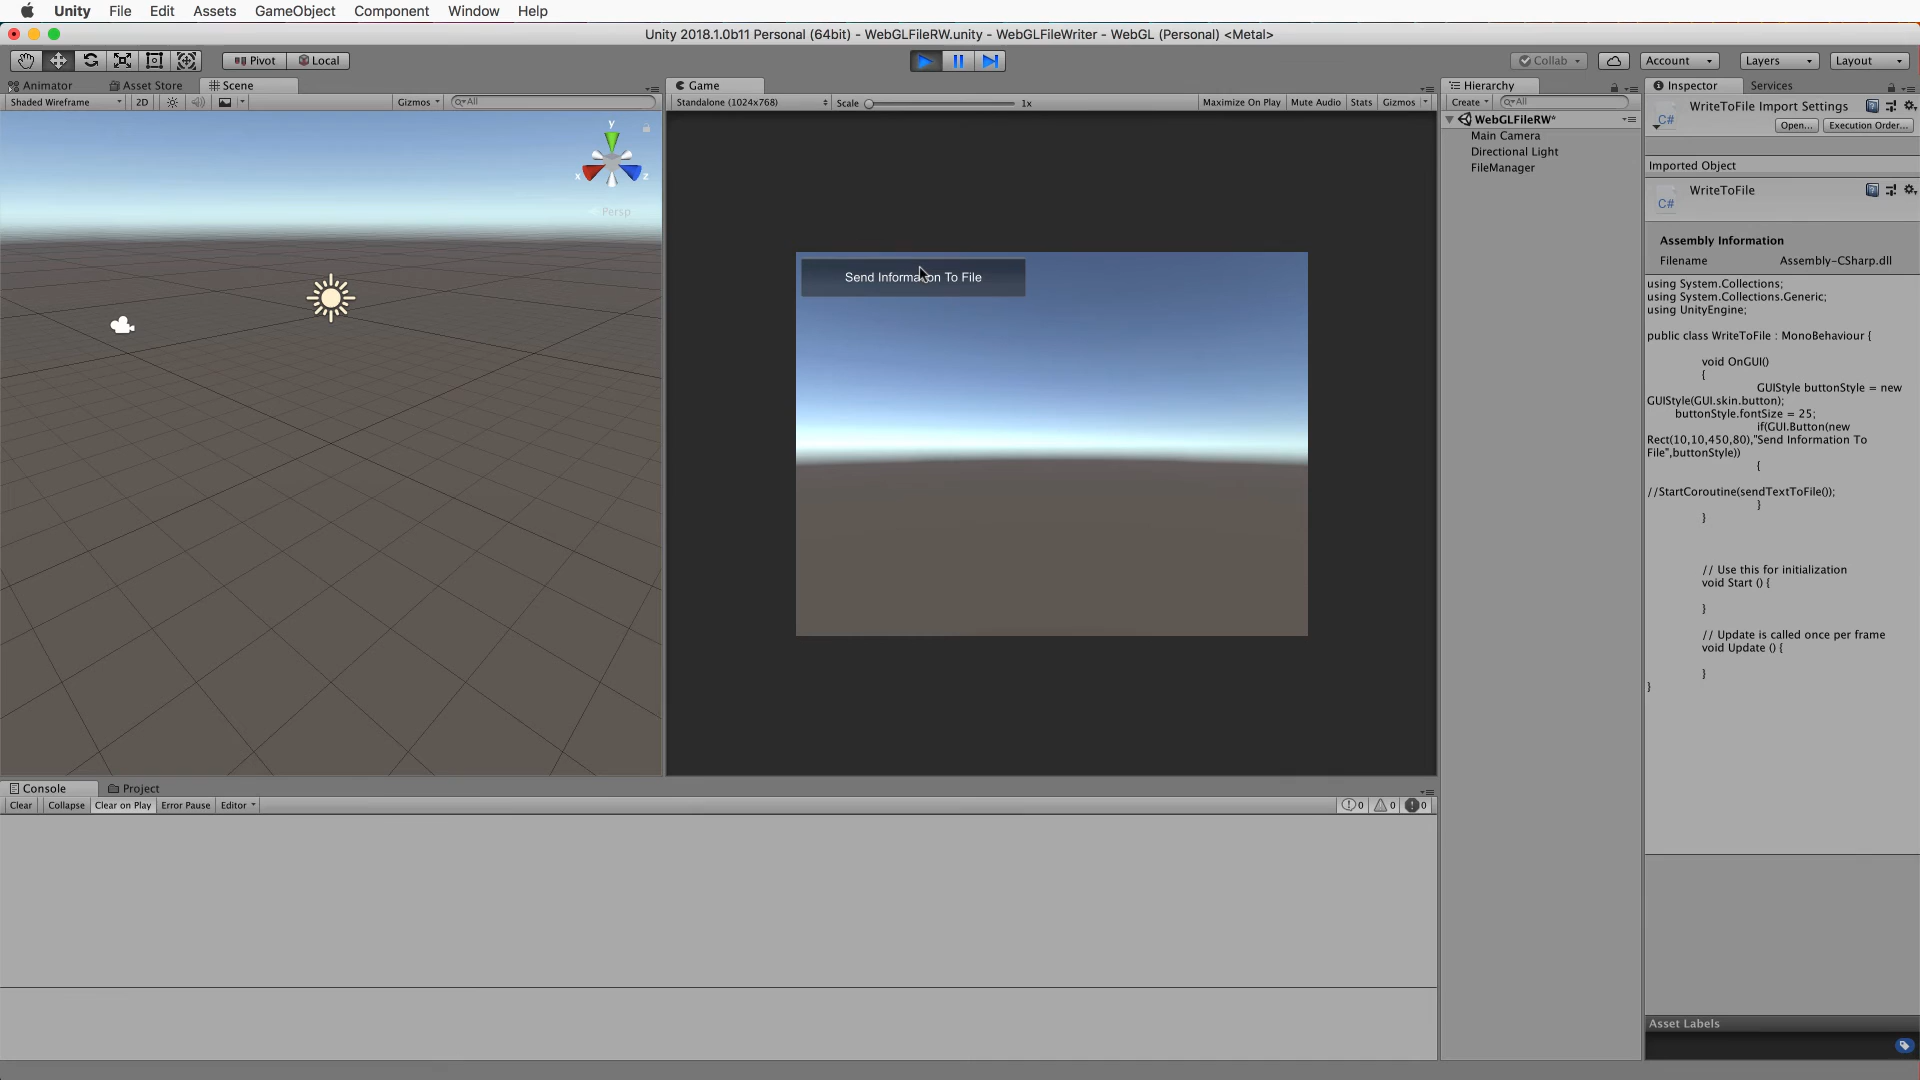 Unity File Edit Assets GameObject Component Window Help
Unity 2018.1.0b11 Personal (64bit) - WebGLFileRW.unity - WebGLFileWriter - WebGL (Personal) <Metal>
Pivot Local Collab Account Layers Layout
Animator Asset Store Scene
Shaded Wireframe 2D Gizmos All
y
x z
Persp
Game
Standalone (1024x768) Scale 1x Maximize On Play Mute Audio Stats Gizmos
Send Information To File
Hierarchy
Create All
WebGLFileRW*
Main Camera
Directional Light
FileManager
Inspector Services
WriteToFile Import Settings
C#
Open... Execution Order...
Imported Object
WriteToFile
C#
Assembly Information
Filename Assembly-CSharp.dll
using System.Collections;
using System.Collections.Generic;
using UnityEngine;
public class WriteToFile : MonoBehaviour {
void OnGUI()
{
GUIStyle buttonStyle = new
GUIStyle(GUI.skin.button);
buttonStyle.fontSize = 25;
if(GUI.Button(new
Rect(10,10,450,80),"Send Information To
File",buttonStyle))
{
//StartCoroutine(sendTextToFile());
}
}
// Use this for initialization
void Start () {
}
// Update is called once per frame
void Update () {
}
}
Asset Labels
Console Project
Clear Collapse Clear on Play Error Pause Editor 0 0 0